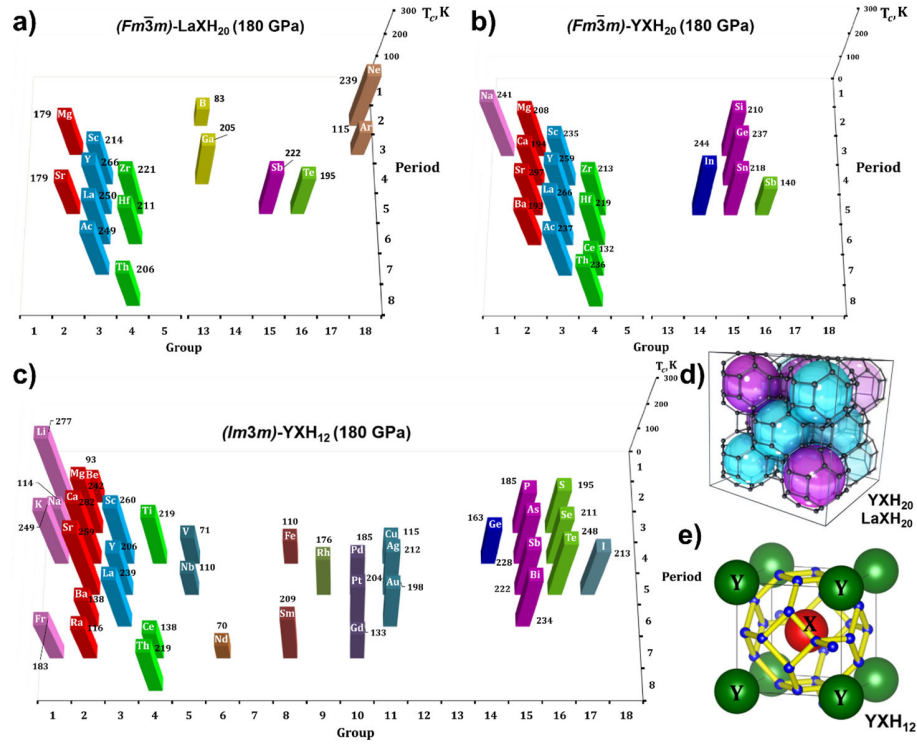 a)
(Fm3̅m)-LaXH20 (180 GPa)
Tc, K
300
200
100
Ne
239
1
2
B
83
Mg
179
Sc
214
Ga
205
115
Ar
3
Period
Y
266
Zr
221
Sb
222
Te
195
4
Sr
179
La
250
Hf
211
5
Ac
249
6
Th
206
7
8
1 2 3 4 5 13 14 15 16 17 18
Group
b)
(Fm3̅m)-YXH20 (180 GPa)
Tc, K
300
200
100
0
Na
241
Mg
208
Si
210
1
Sc
235
Ge
237
2
Ca
194
Y
259
244
In
3
Period
Sr
297
Zr
213
Sn
218
4
La
266
Sb
140
Ba
193
Hf
219
5
Ac
237
Ce
132
6
Th
236
7
8
1 2 3 4 5 13 14 15 16 17 18
Group
c)
(Im3m)-YXH12 (180 GPa)
Tc, K
300
200
100
0
Li
277
93
Mg
Be
242
114
Na
K
249
Ca
Sc
260
Ti
219
V
71
110
Fe
176
Rh
185
Pd
Cu
115
Ag
212
163
Ge
185
P
S
195
As
Se
211
228
Sb
Te
248
I
213
Sr
259
Y
206
Nb
110
La
239
Pt
204
Au
198
222
Bi
234
Ba
138
Fr
183
Ra
116
Ce
138
Th
219
70
Nd
209
Sm
Gd
133
1
2
3
4
Period
5
6
7
8
1 2 3 4 5 6 7 8 9 10 11 12 13 14 15 16 17 18
Group
d)
YXH20
LaXH20
e)
Y
Y
X
Y
Y
YXH12